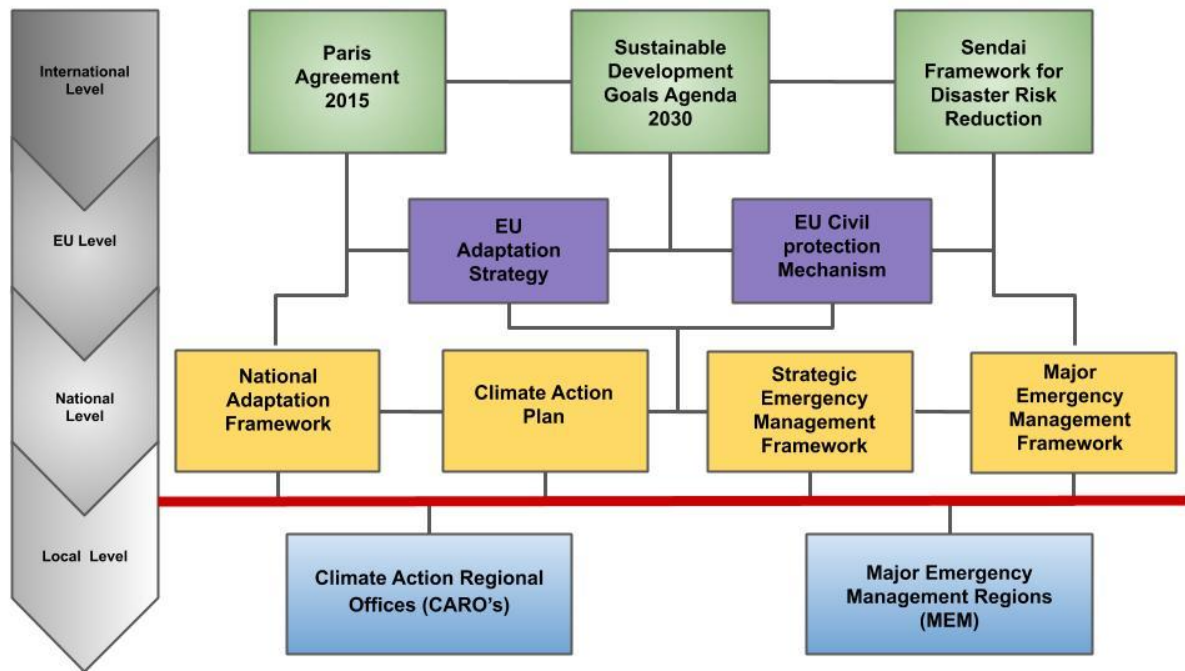 International
Level
Paris
Agreement
2015
Sustainable
Development
Goals Agenda
2030
Sendai
Framework for
Disaster Risk
Reduction
EU Level
EU
Adaptation
Strategy
EU Civil
protection
Mechanism
National
Level
National
Adaptation
Framework
Climate Action
Plan
Strategic
Emergency
Management
Framework
Major
Emergency
Management
Framework
Local Level
Climate Action Regional
Offices (CARO's)
Major Emergency
Management Regions
(MEM)